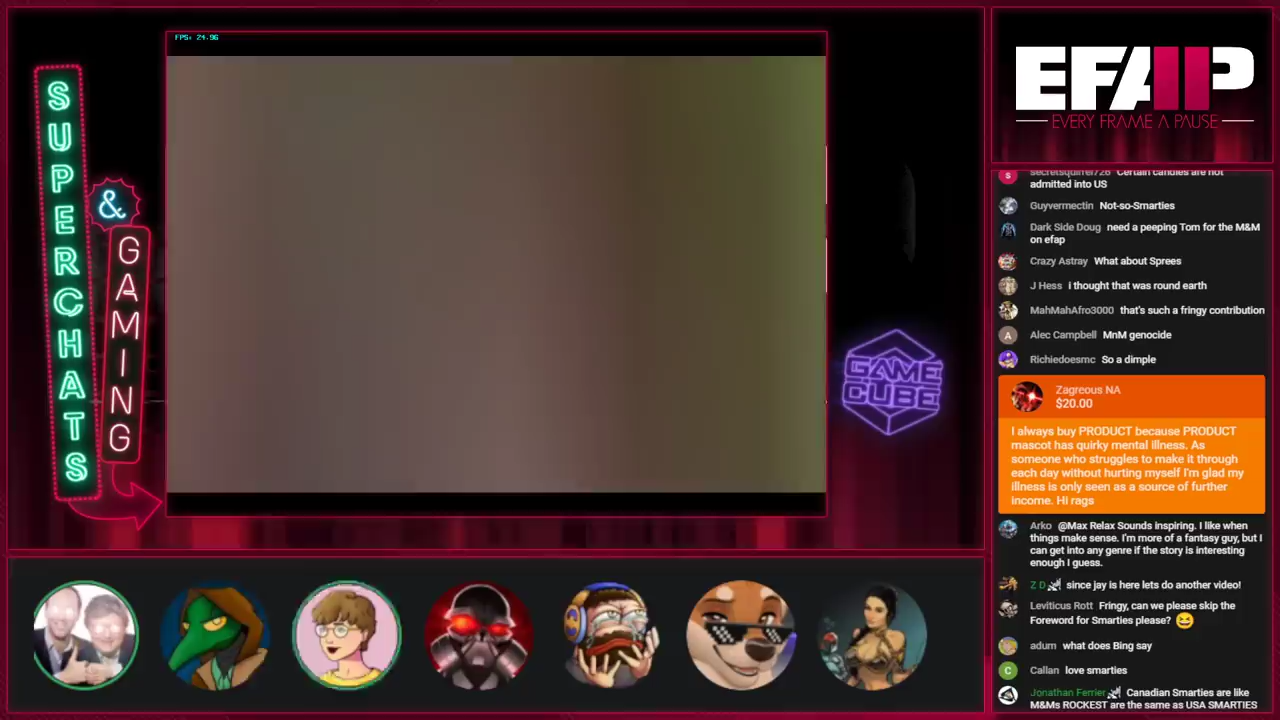 FPS: 24.96
SUPERCHATS
&
GAMING
GAME
CUBE
EFAP
EVERY FRAME A PAUSE
secretsquirrel726 Certain candies are not
admitted into US
Guyvermectin Not-so-Smarties
Dark Side Doug need a peeping Tom for the M&M
on efap
Crazy Astray What about Sprees
J Hess i thought that was round earth
MahMahAfro3000 that's such a fringy contribution
Alec Campbell MnM genocide
Richiedoesmc So a dimple
Zagreous NA
$20.00
I always buy PRODUCT because PRODUCT
mascot has quirky mental illness. As
someone who struggles to make it through
each day without hurting myself I'm glad my
illness is only seen as a source of further
income. Hi rags
Arko @Max Relax Sounds inspiring. I like when
things make sense. I'm more of a fantasy guy, but I
can get into any genre if the story is interesting
enough I guess.
Z D since jay is here lets do another video!
Leviticus Rott Fringy, can we please skip the
Foreword for Smarties please?
adum what does Bing say
Callan love smarties
Jonathan Ferrier Canadian Smarties are like
M&Ms ROCKEST are the same as USA SMARTIES